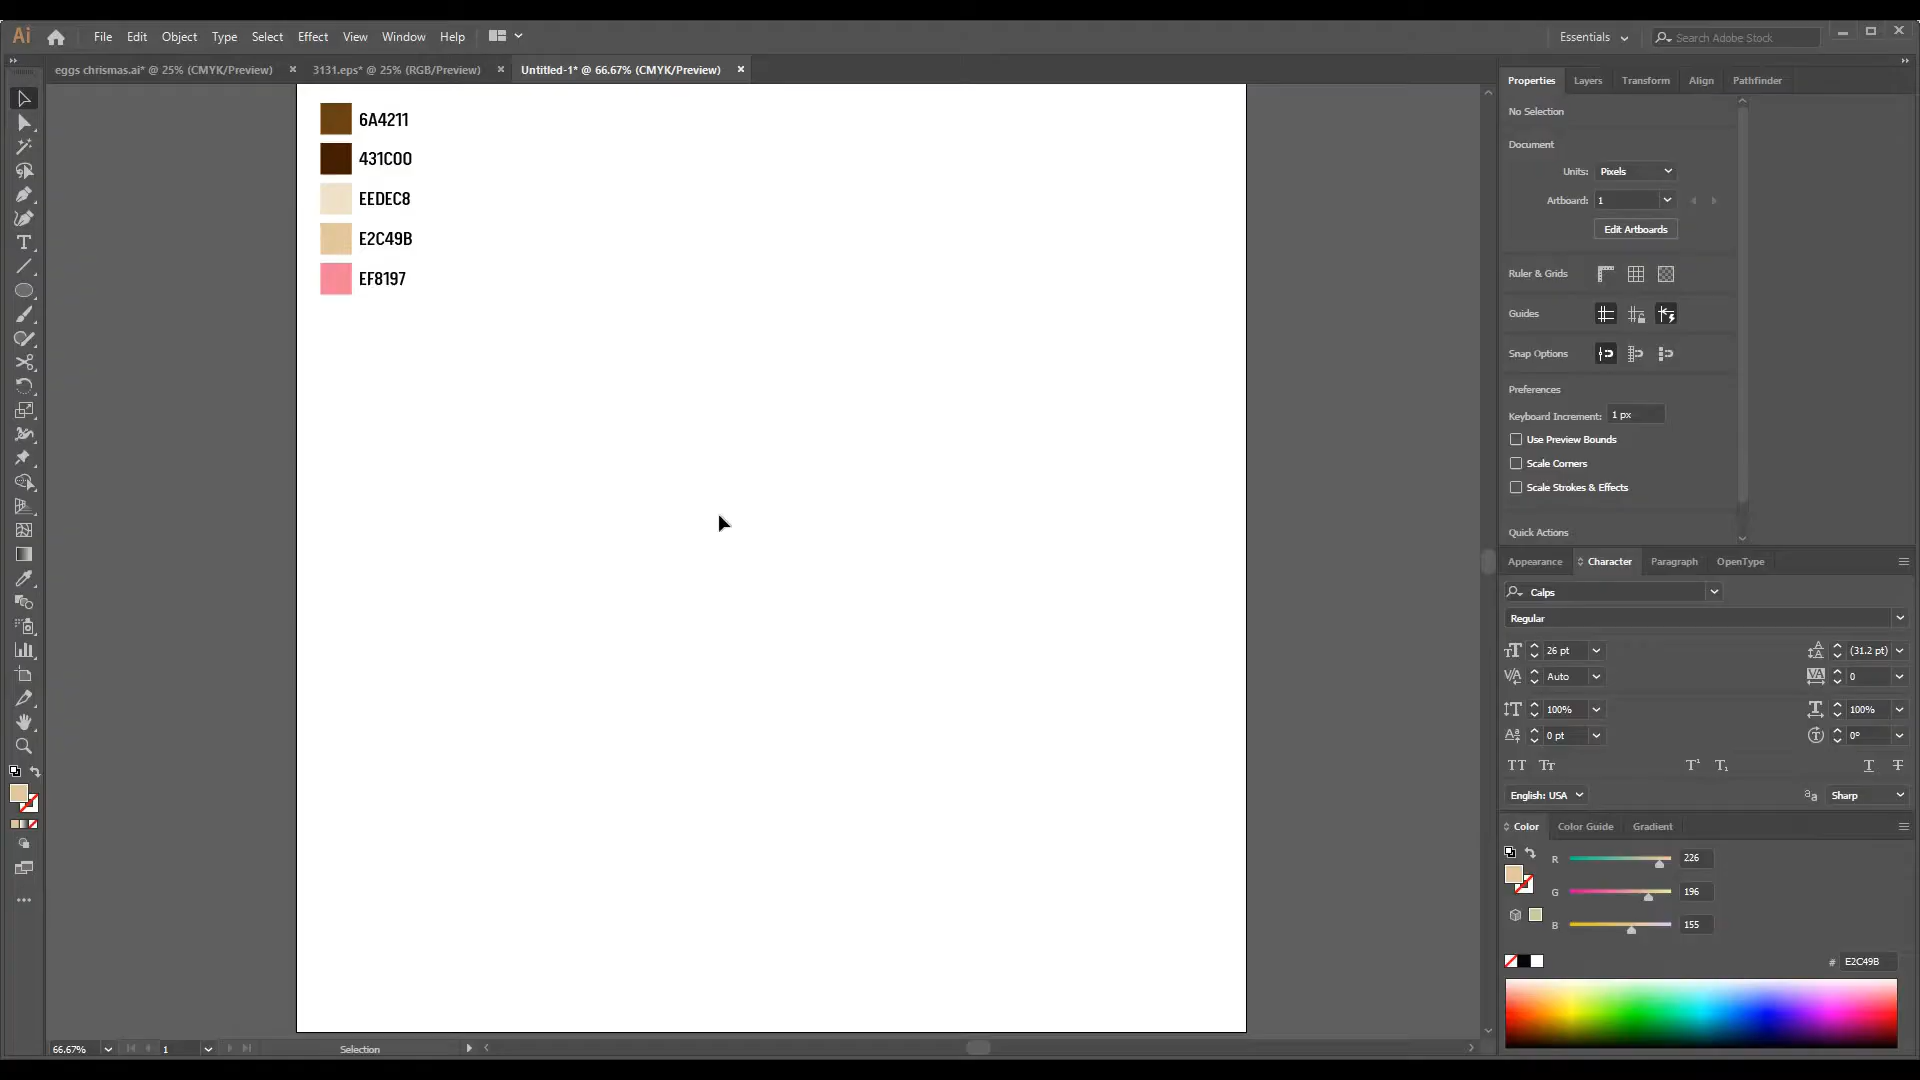 Ai File Edit Object Type Select Effect View Window Help Essentials Search Adobe Stock
eggs chrismas.ai* @ 25% (CMYK/Preview) × 3131.eps* @ 25% (RGB/Preview) × Untitled-1* @ 66.67% (CMYK/Preview) ×
Properties Layers Transform Align Pathfinder
6A4211
431C00
EEDEC8
E2C49B
EF8197
No Selection
Document
Units: Pixels
Artboard: 1
Edit Artboards
Ruler & Grids
Guides
Snap Options
Preferences
Keyboard Increment: 1 px
Use Preview Bounds
Scale Corners
Scale Strokes & Effects
Quick Actions
Appearance Character Paragraph OpenType
Calps
Regular
26 pt (31.2 pt)
Auto 0
100% 100%
0 pt 0°
English: USA Sharp
Color Color Guide Gradient
R 226
G 196
B 155
# E2C49B
66.67% 1 Selection